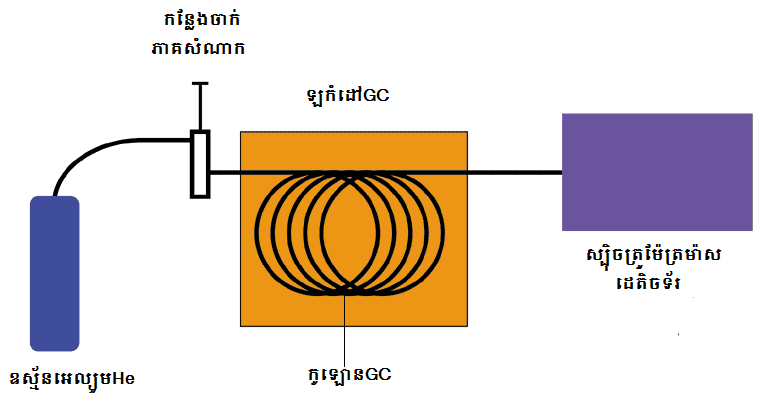 កន្លែងចាក់
ភាគសំណាក
ឡកំដៅGC
ស្ប៉ិចត្រូម៉ែត្រម៉ាស
ដេតិចទ័រ
ឧស្ម័នអេល្យូមHe
កូឡោនGC